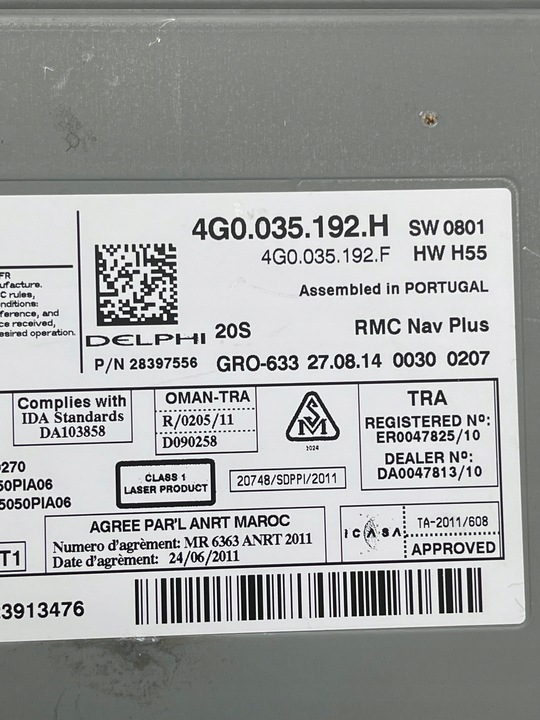 4G0.035.192.H SW 0801
4G0.035.192.F HW H55
Assembled in PORTUGAL
DELPHI 20S RMC Nav Plus
P/N 28397556 GRO-633 27.08.14 0030 0207
FR
ufacture.
C rules,
nditions:
ference, and
ce received,
esired operation.
Complies with
IDA Standards
DA103858
OMAN-TRA
R/0205/11
D090258
SM
2024
TRA
REGISTERED Nº:
ER0047825/10
DEALER Nº:
DA0047813/10
0270
50PIA06
5050PIA06
CLASS 1
LASER PRODUCT
20748/SDPPI/2011
AGREE PAR'L ANRT MAROC
Numero d'agrément: MR 6363 ANRT 2011
Date d'agrément: 24/06/2011
ICASA
TA-2011/608
APPROVED
T1
23913476